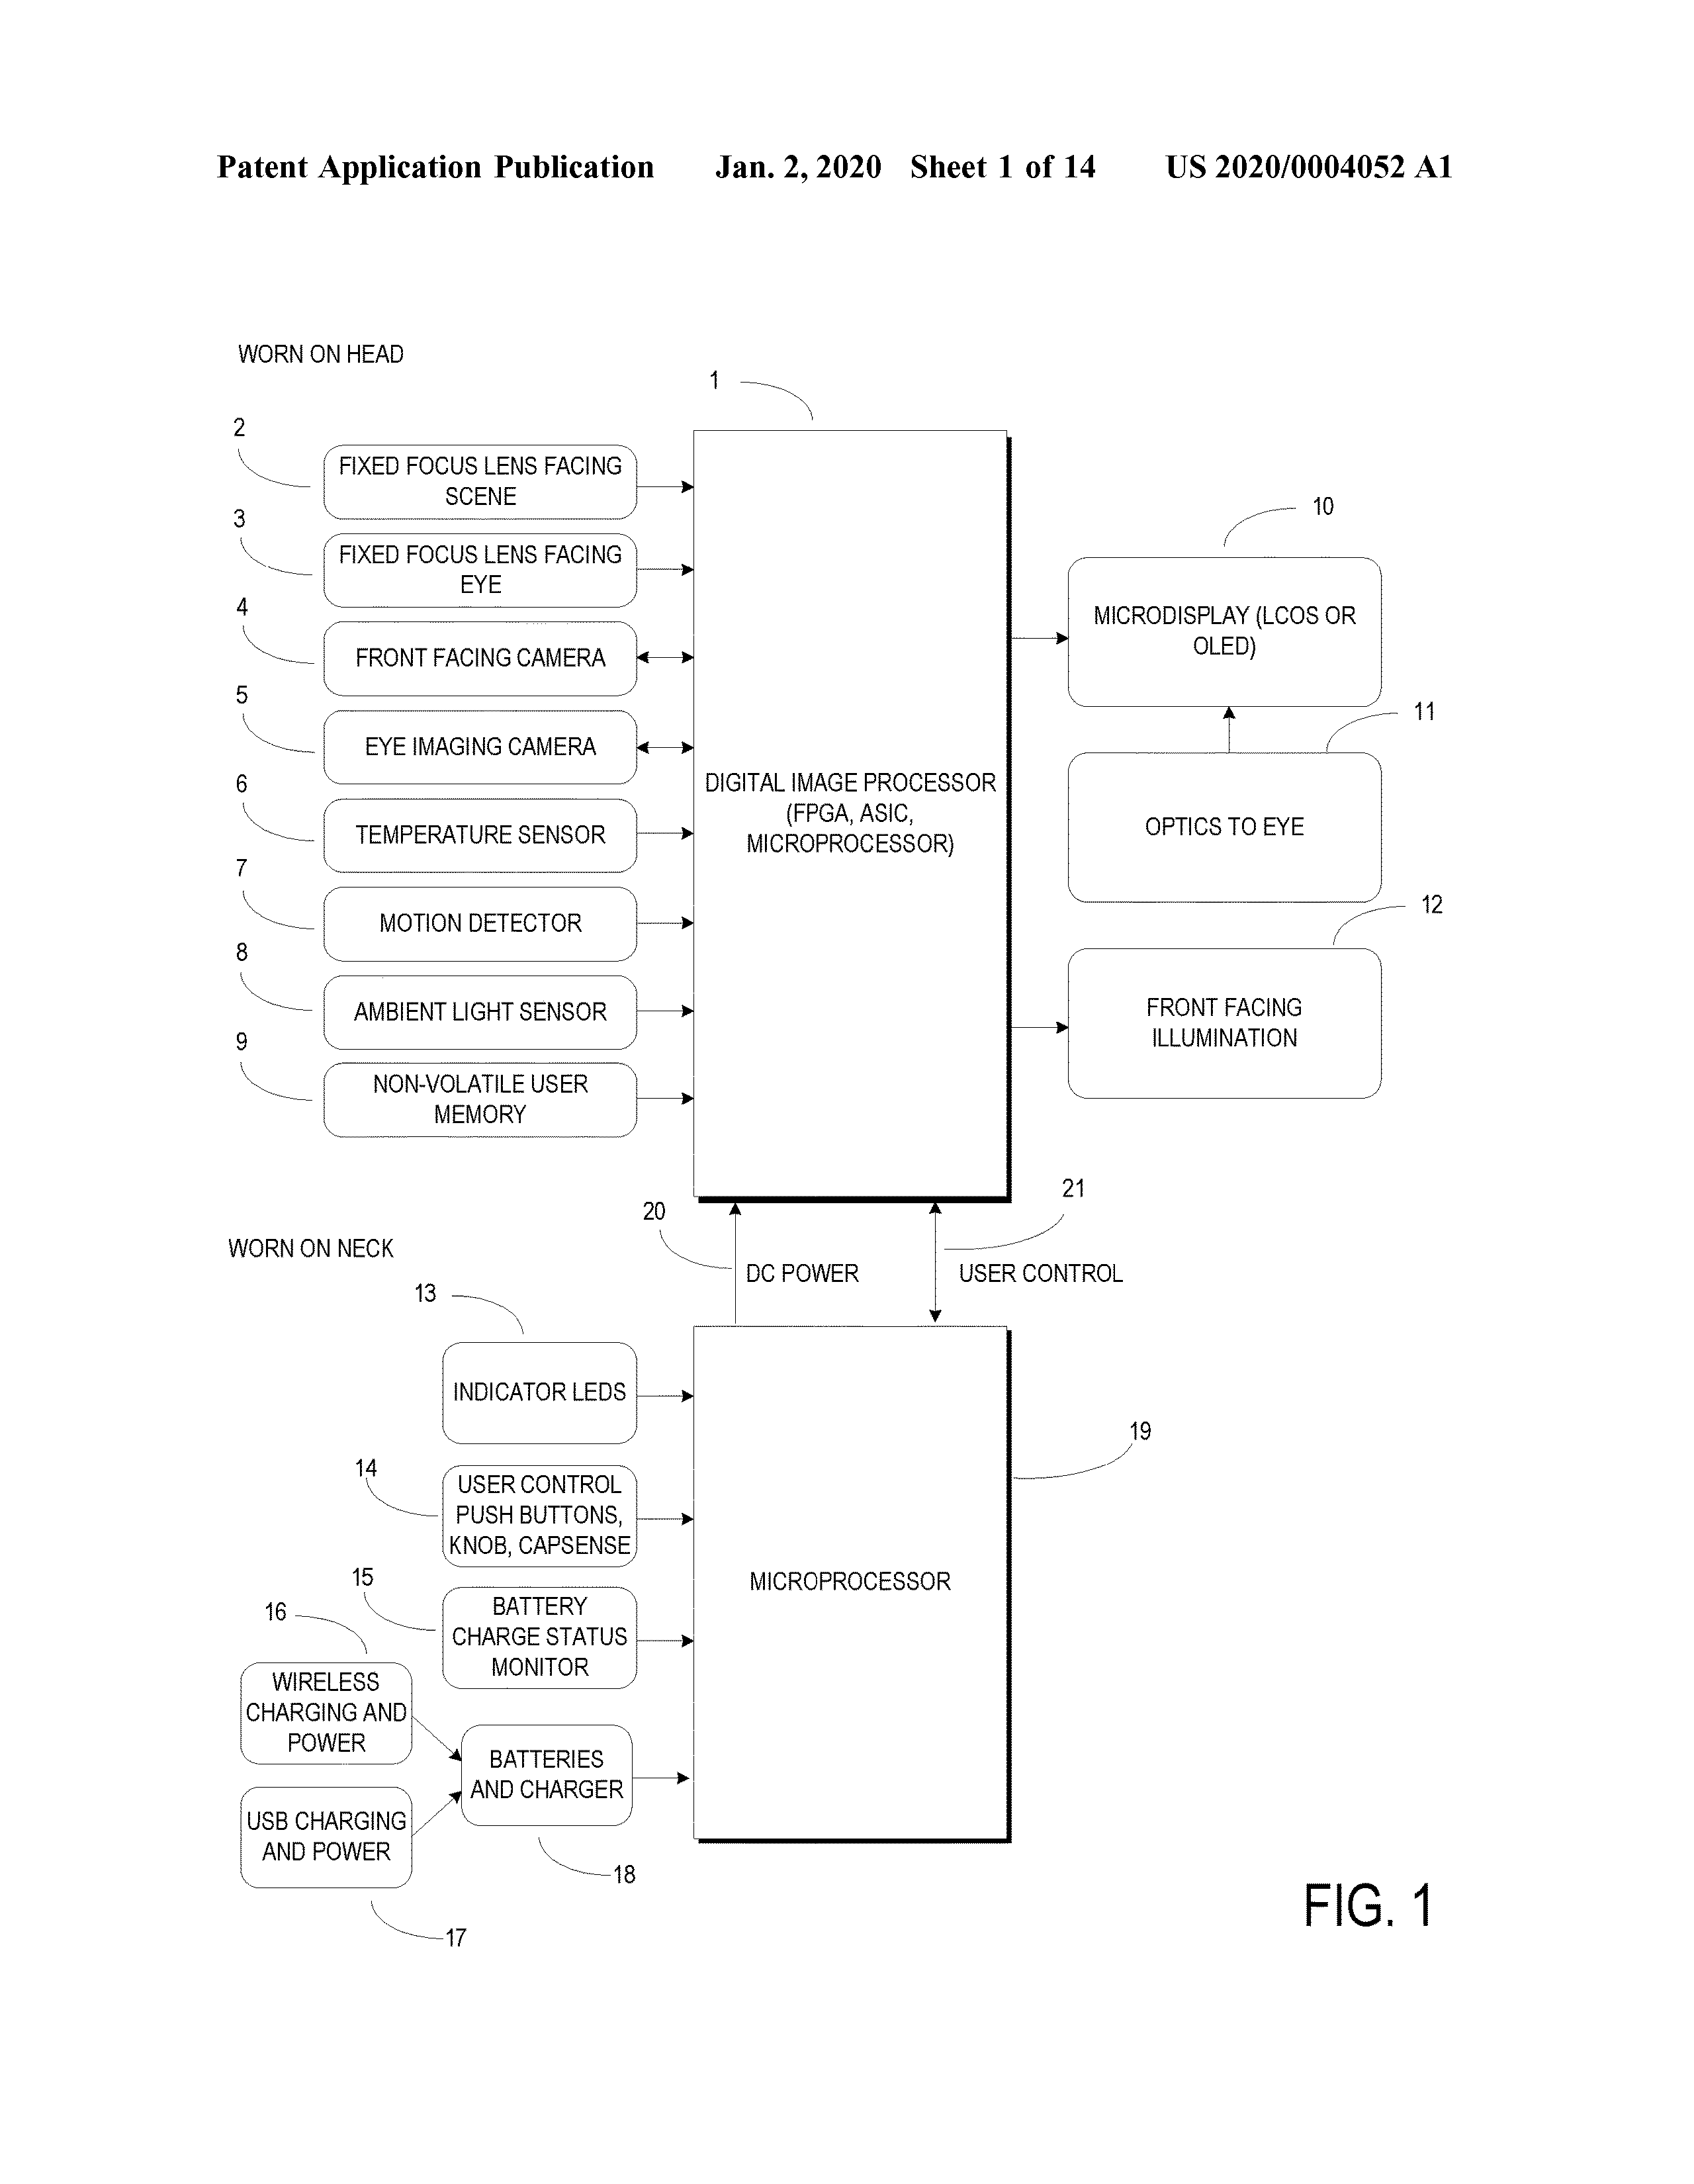 Patent Application Publication Jan. 2, 2020 Sheet 1 of 14 US 2020/0004052 A1
WORN ON HEAD
1
2
FIXED FOCUS LENS FACING
SCENE
3
FIXED FOCUS LENS FACING
EYE
4
FRONT FACING CAMERA
5
EYE IMAGING CAMERA
6
TEMPERATURE SENSOR
7
MOTION DETECTOR
8
AMBIENT LIGHT SENSOR
9
NON-VOLATILE USER
MEMORY
DIGITAL IMAGE PROCESSOR
(FPGA, ASIC,
MICROPROCESSOR)
10
MICRODISPLAY (LCOS OR
OLED)
11
OPTICS TO EYE
12
FRONT FACING
ILLUMINATION
20
DC POWER
21
USER CONTROL
WORN ON NECK
13
INDICATOR LEDS
14
USER CONTROL
PUSH BUTTONS,
KNOB, CAPSENSE
15
BATTERY
CHARGE STATUS
MONITOR
16
WIRELESS
CHARGING AND
POWER
USB CHARGING
AND POWER
17
BATTERIES
AND CHARGER
18
MICROPROCESSOR
19
FIG. 1